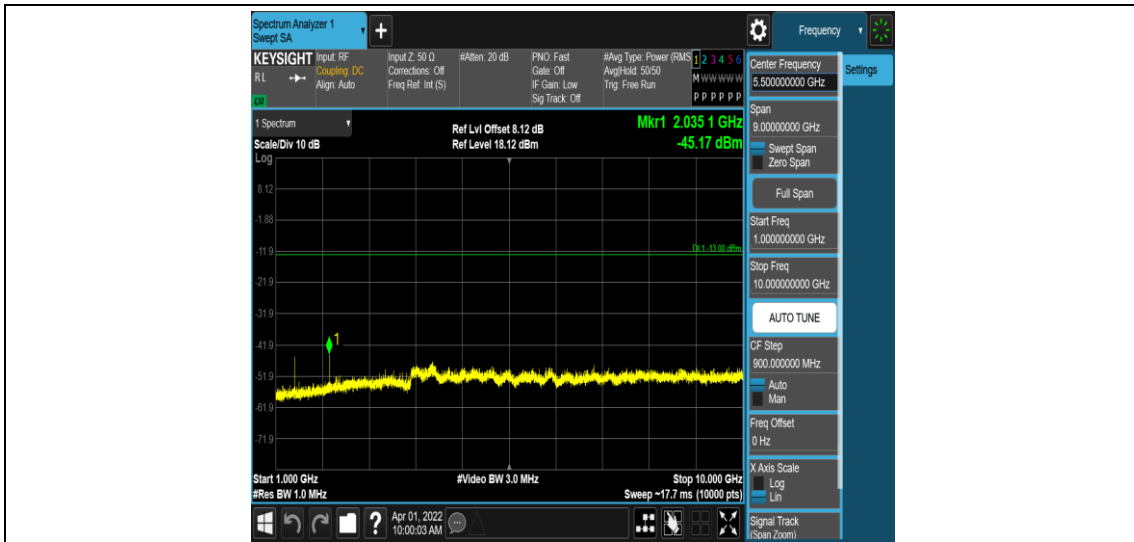 Spectrum Analyzer 1
Swept SA
+
Frequency
KEYSIGHT
RL
LXI
Input: RF
Coupling: DC
Align: Auto
Input Z: 50 Ω
Corrections: Off
Freq Ref: Int (S)
#Atten: 20 dB
PNO: Fast
Gate: Off
IF Gain: Low
Sig Track: Off
#Avg Type: Power (RMS
Avg|Hold: 50/50
Trig: Free Run
1 2 3 4 5 6
M W W W W W
P P P P P P
1 Spectrum
Scale/Div 10 dB
Log
Ref Lvl Offset 8.12 dB
Ref Level 18.12 dBm
Mkr1 2.035 1 GHz
-45.17 dBm
8.12
-1.88
-11.9
DL1 -13.00 dBm
-21.9
-31.9
-41.9
1
-51.9
-61.9
-71.9
Start 1.000 GHz
#Video BW 3.0 MHz
Stop 10.000 GHz
#Res BW 1.0 MHz
Sweep ~17.7 ms (10000 pts)
?
Apr 01, 2022
10:00:03 AM
Center Frequency
5.500000000 GHz
Settings
Span
9.00000000 GHz
Swept Span
Zero Span
Full Span
Start Freq
1.000000000 GHz
Stop Freq
10.000000000 GHz
AUTO TUNE
CF Step
900.000000 MHz
Auto
Man
Freq Offset
0 Hz
X Axis Scale
Log
Lin
Signal Track
(Span Zoom)